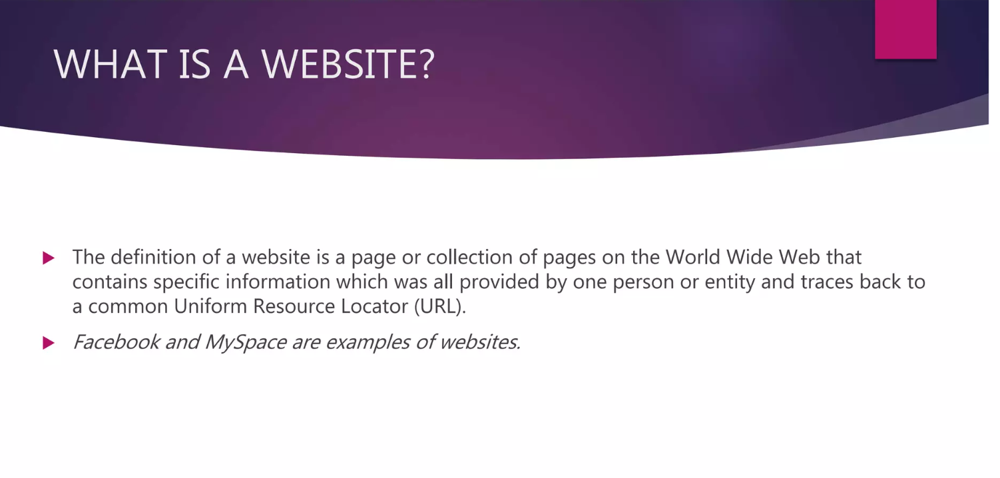 WHAT IS A WEBSITE?
The definition of a website is a page or collection of pages on the World Wide Web that
contains specific information which was all provided by one person or entity and traces back to
a common Uniform Resource Locator (URL).
Facebook and MySpace are examples of websites.